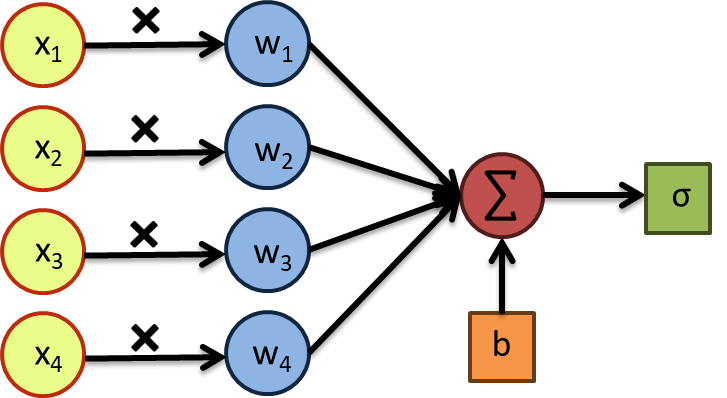 x₁ × w₁
x₂ × w₂
Σ σ
x₃ × w₃
b
x₄ × w₄